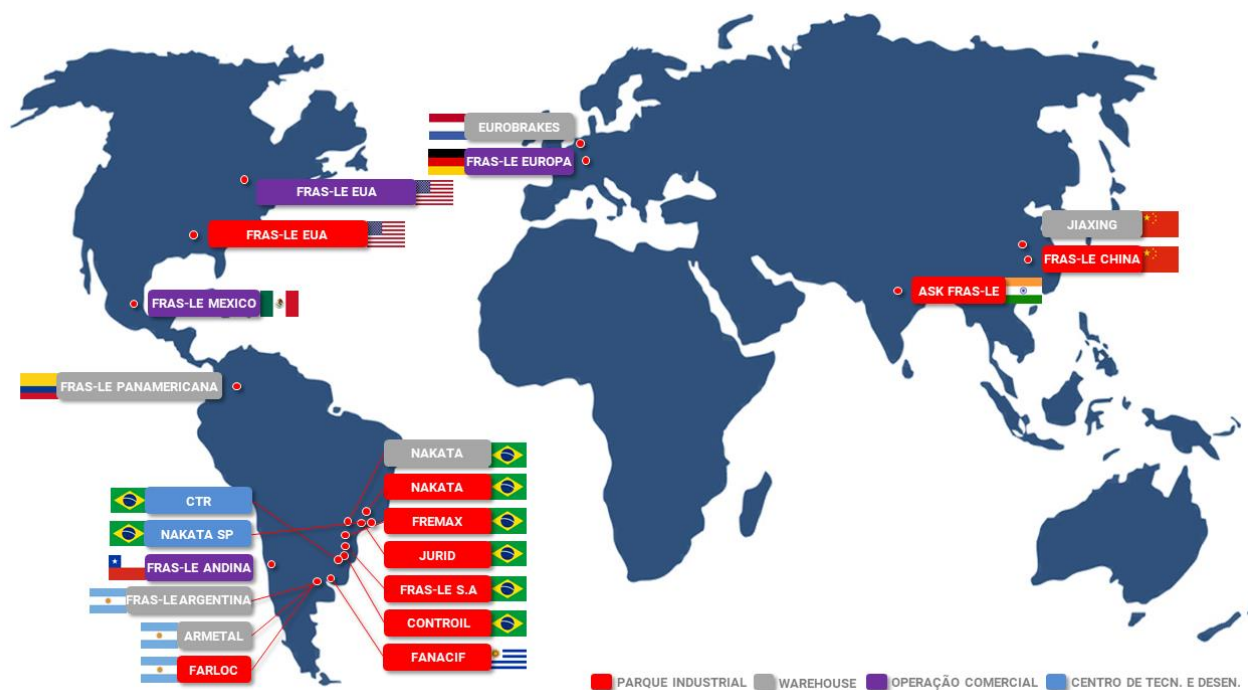 EUROBRAKES
FRAS-LE EUROPA
FRAS-LE EUA
FRAS-LE EUA
JIAXING
FRAS-LE CHINA
ASK FRAS-LE
FRAS-LE MEXICO
FRAS-LE PANAMERICANA
NAKATA
NAKATA
FREMAX
JURID
FRAS-LE S.A
CONTROIL
FANACIF
CTR
NAKATA SP
FRAS-LE ANDINA
FRAS-LE ARGENTINA
ARMETAL
FARLOC
PARQUE INDUSTRIAL WAREHOUSE OPERAÇÃO COMERCIAL CENTRO DE TECN. E DESEN.